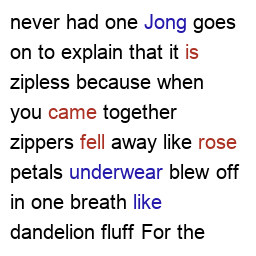 never had one Jong goes
on to explain that it is
zipless because when
you came together
zippers fell away like rose
petals underwear blew off
in one breath like
dandelion fluff For the